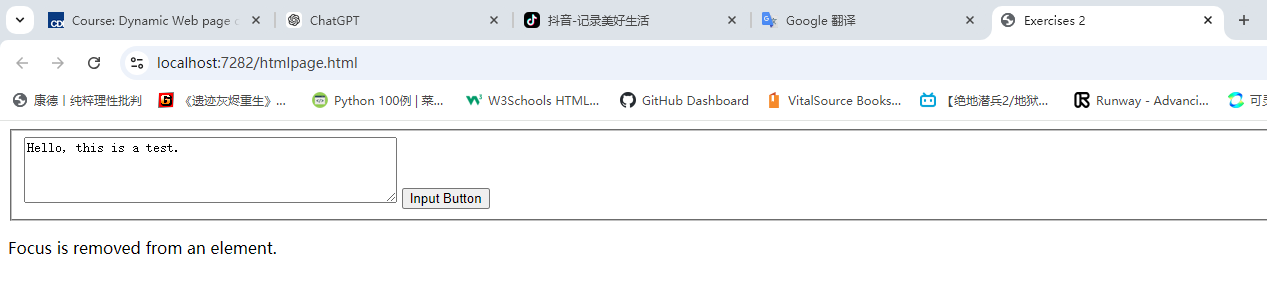 Course: Dynamic Web page d
ChatGPT
抖音-记录美好生活
Google 翻译
Exercises 2
localhost:7282/htmlpage.html
康德丨纯粹理性批判
《遗迹灰烬重生》...
Python 100例 | 菜...
W3Schools HTML...
GitHub Dashboard
VitalSource Books...
【绝地潜兵2/地狱...
Runway - Advanci...
可灵
Hello, this is a test.
Input Button
Focus is removed from an element.